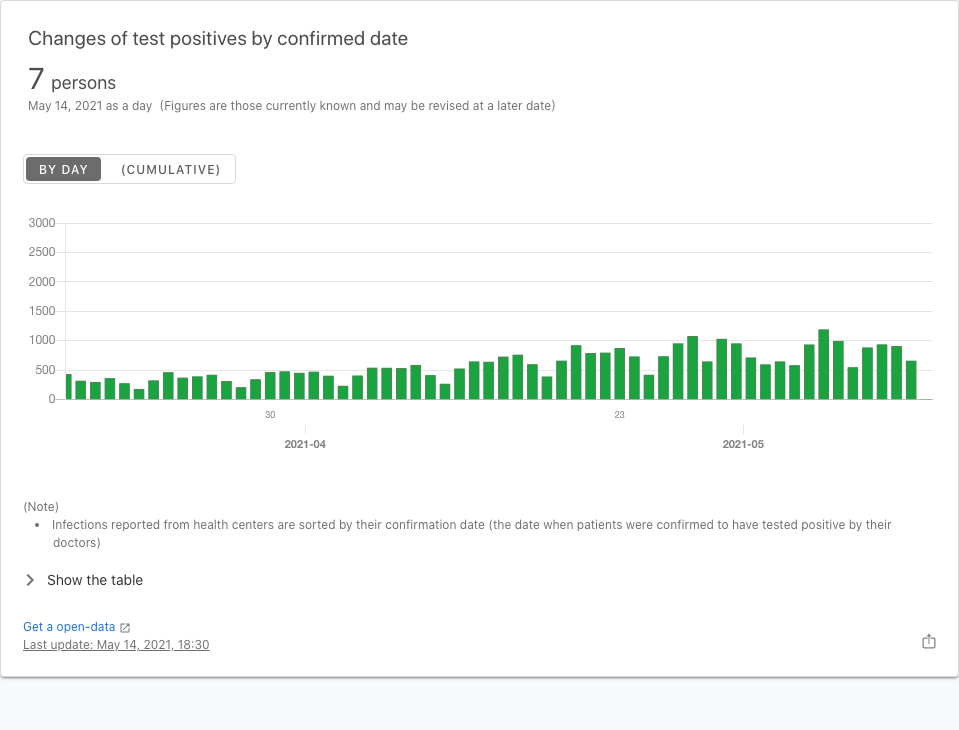 Changes of test positives by confirmed date
7 persons
May 14, 2021 as a day (Figures are those currently known and may be revised at a later date)
BY DAY (CUMULATIVE)
3000
2500
2000
1500
1000
500
0
30 23
2021-04 2021-05
(Note)
• Infections reported from health centers are sorted by their confirmation date (the date when patients were confirmed to have tested positive by their
doctors)
Show the table
Get a open-data
Last update: May 14, 2021, 18:30